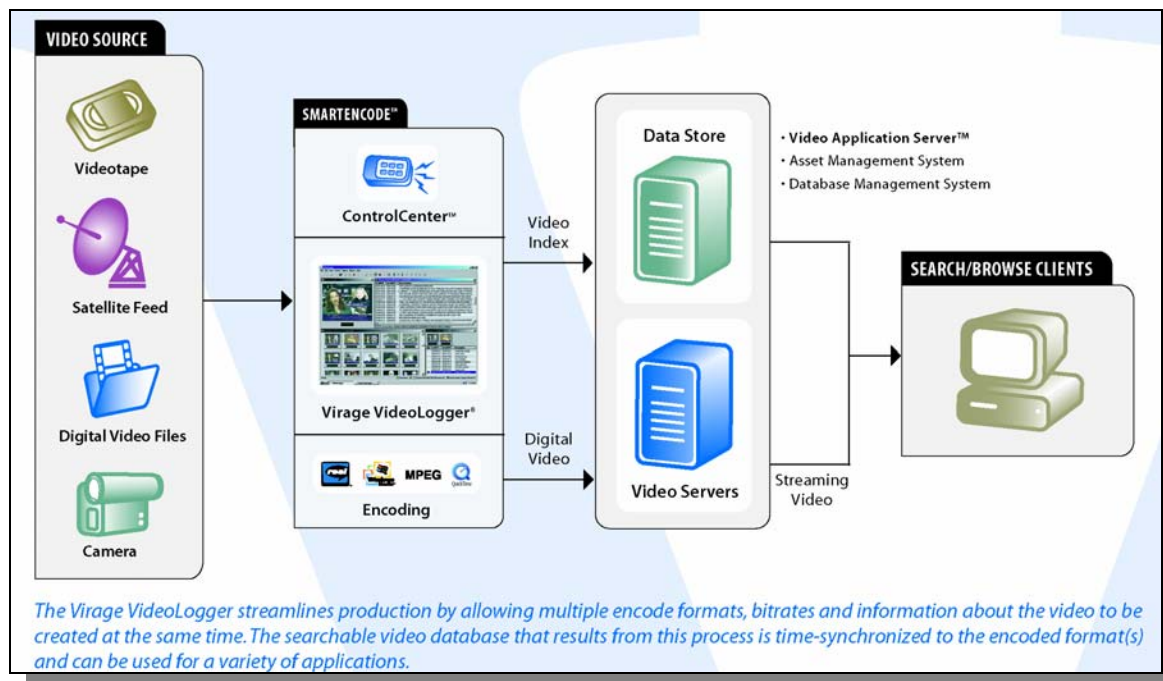 VIDEO SOURCE
Videotape
Satellite Feed
Digital Video Files
Camera
SMARTENCODE™
ControlCenter™
Virage VideoLogger®
real
MPEG
QuickTime
Encoding
Video
Index
Digital
Video
Data Store
Video Servers
• Video Application Server™
• Asset Management System
• Database Management System
Streaming
Video
SEARCH/BROWSE CLIENTS
The Virage VideoLogger streamlines production by allowing multiple encode formats, bitrates and information about the video to be
created at the same time. The searchable video database that results from this process is time-synchronized to the encoded format(s)
and can be used for a variety of applications.